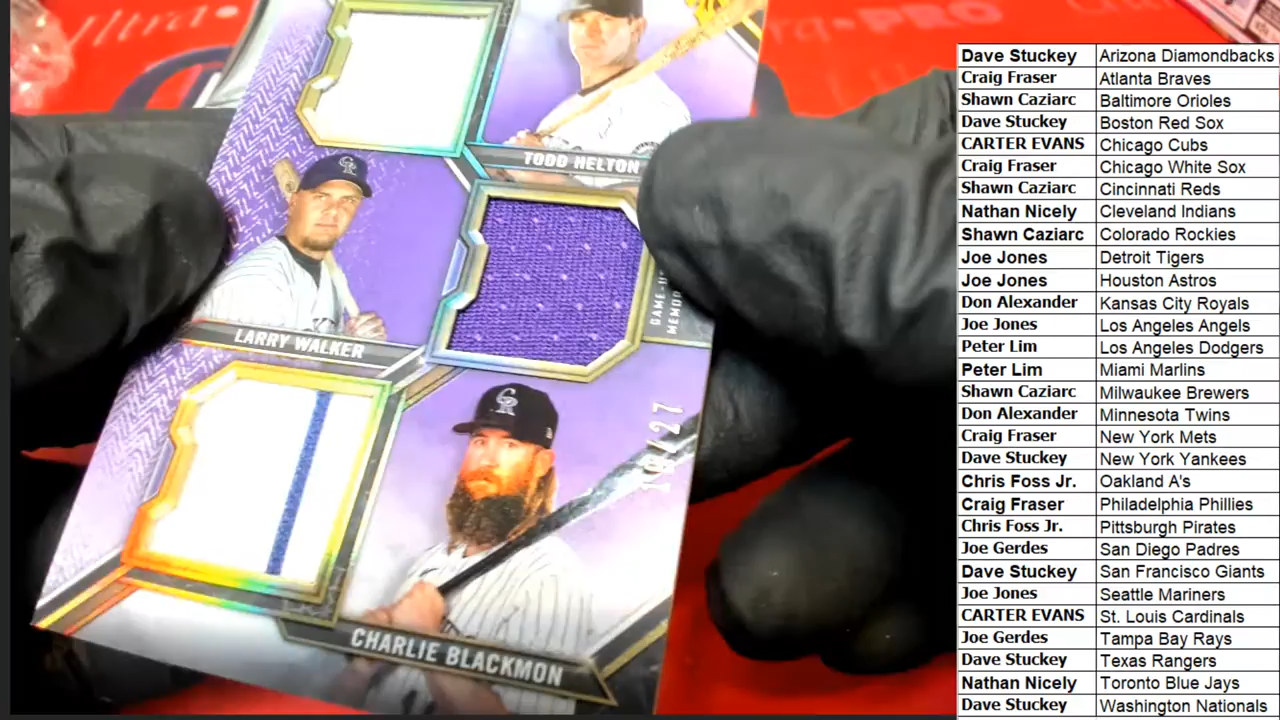 Ultra
PRO
TODD HELTON
LARRY WALKER
CR
CR
CHARLIE BLACKMON
Dave Stuckey Arizona Diamondbacks
Craig Fraser Atlanta Braves
Shawn Caziarc Baltimore Orioles
Dave Stuckey Boston Red Sox
CARTER EVANS Chicago Cubs
Craig Fraser Chicago White Sox
Shawn Caziarc Cincinnati Reds
Nathan Nicely Cleveland Indians
Shawn Caziarc Colorado Rockies
Joe Jones Detroit Tigers
Joe Jones Houston Astros
Don Alexander Kansas City Royals
Joe Jones Los Angeles Angels
Peter Lim Los Angeles Dodgers
Peter Lim Miami Marlins
Shawn Caziarc Milwaukee Brewers
Don Alexander Minnesota Twins
Craig Fraser New York Mets
Dave Stuckey New York Yankees
Chris Foss Jr. Oakland A's
Craig Fraser Philadelphia Phillies
Chris Foss Jr. Pittsburgh Pirates
Joe Gerdes San Diego Padres
Dave Stuckey San Francisco Giants
Joe Jones Seattle Mariners
CARTER EVANS St. Louis Cardinals
Joe Gerdes Tampa Bay Rays
Dave Stuckey Texas Rangers
Nathan Nicely Toronto Blue Jays
Dave Stuckey Washington Nationals